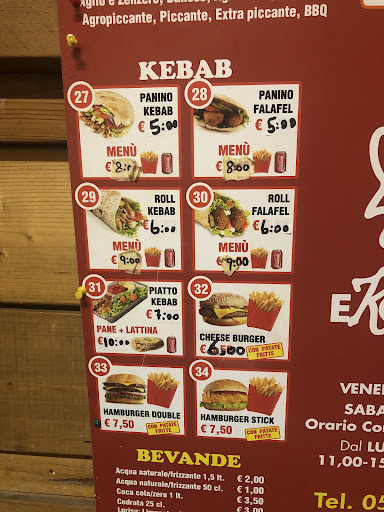 Agropiccante, Piccante, Extra piccante, BBQ
KEBAB
27
PANINO
KEBAB
€ 5:00
MENÙ
€ 8:00
28
PANINO
FALAFEL
€ 5:00
MENÙ
€ 8:00
29
ROLL
KEBAB
€ 6:00
MENÙ
€ 9:00
30
ROLL
FALAFEL
€ 6:00
MENÙ
€ 9:00
31
PIATTO
KEBAB
€ 7:00
PANE + LATTINA
€ 10:00
32
CHEESE BURGER
€ 6500
CON PATATE
FRITTE
33
HAMBURGER DOUBLE
€ 7,50
CON PATATE
FRITTE
34
HAMBURGER STICK
€ 7,50
CON PATATE
FRITTE
BEVANDE
Acqua naturale/frizzante 1,5 lt. € 2,00
Acqua naturale/frizzante 50 cl. € 1,00
Coca cola/zero 1 lt. € 3,50
Cedrata 25 cl. € 3,00
VENE
SABA
Orario Con
Dal LU
11,00-15
Tel. 05